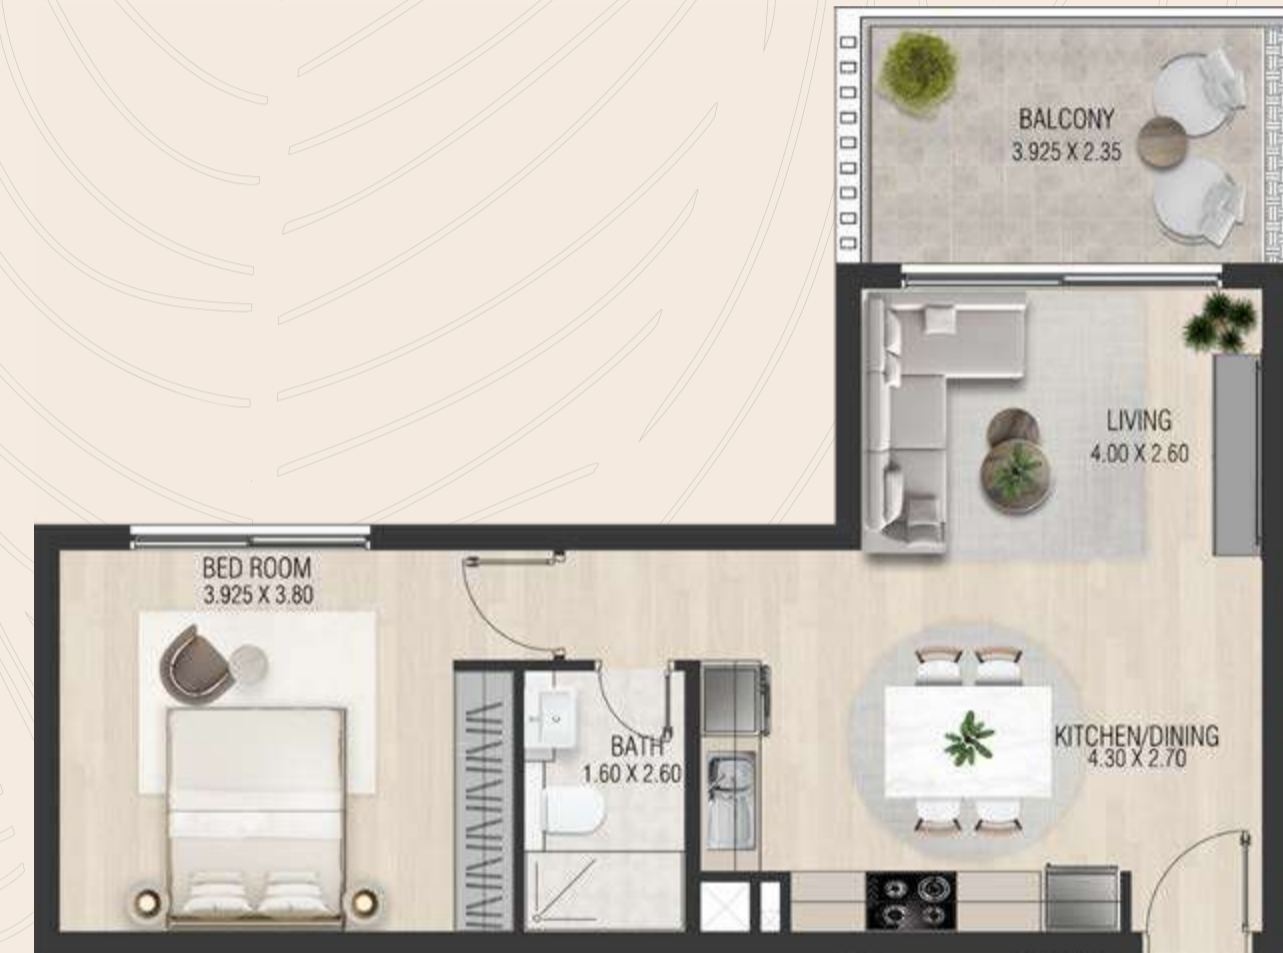 BALCONY
3.925 X 2.35
LIVING
4.00 X 2.60
BED ROOM
3.925 X 3.80
BATH
1.60 X 2.60
KITCHEN/DINING
4.30 X 2.70